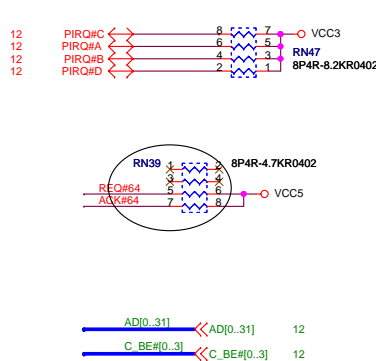 12 PIRQ#C 8 7 VCC3
12 PIRQ#A 6 5 RN47
12 PIRQ#B 4 3 8P4R-8.2KR0402
12 PIRQ#D 2 1
RN39 1 2 8P4R-4.7KR0402
3 4
REQ#64 5 6 VCC5
ACK#64 7 8
AD[0..31] AD[0..31] 12
C_BE#[0..3] C_BE#[0..3] 12